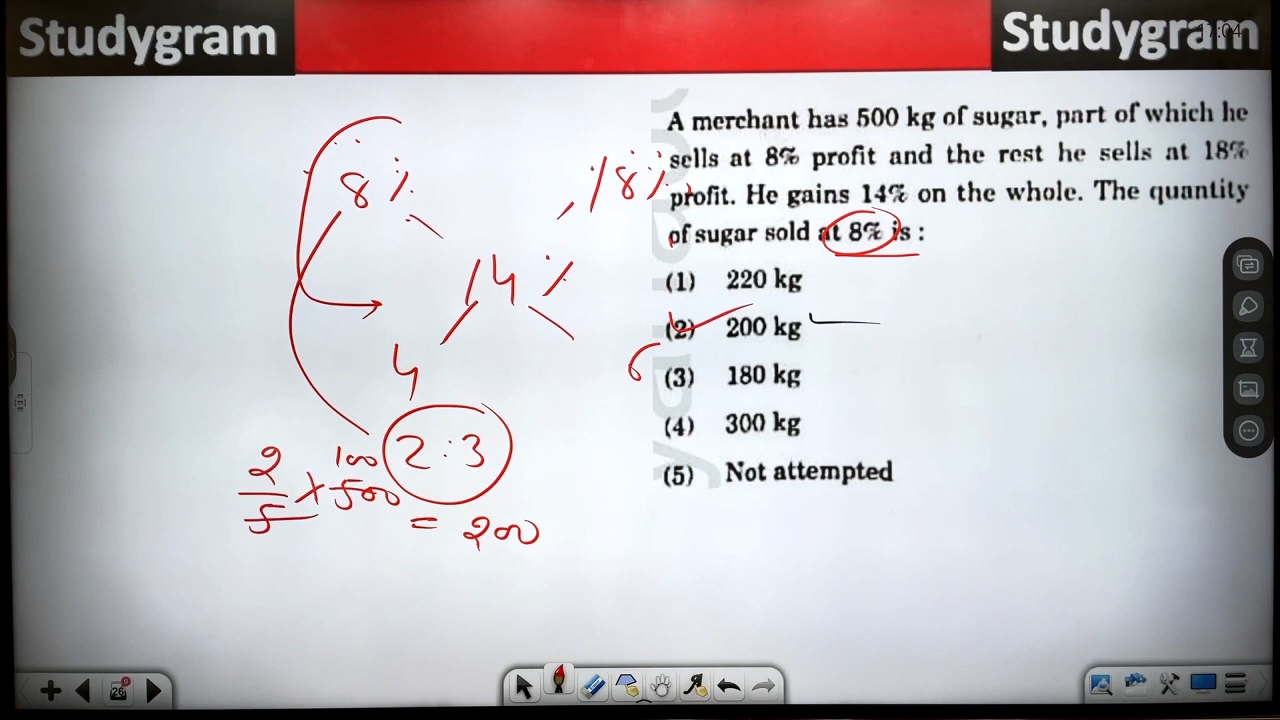 Studygram
Studygram
17:04
A merchant has 500 kg of sugar, part of which he
sells at 8% profit and the rest he sells at 18%
profit. He gains 14% on the whole. The quantity
of sugar sold at 8% is :
(1) 220 kg
(2) 200 kg
(3) 180 kg
(4) 300 kg
(5) Not attempted
8%
18%
14%
4
6
2:3
2/5 × 500 100
= 200
26